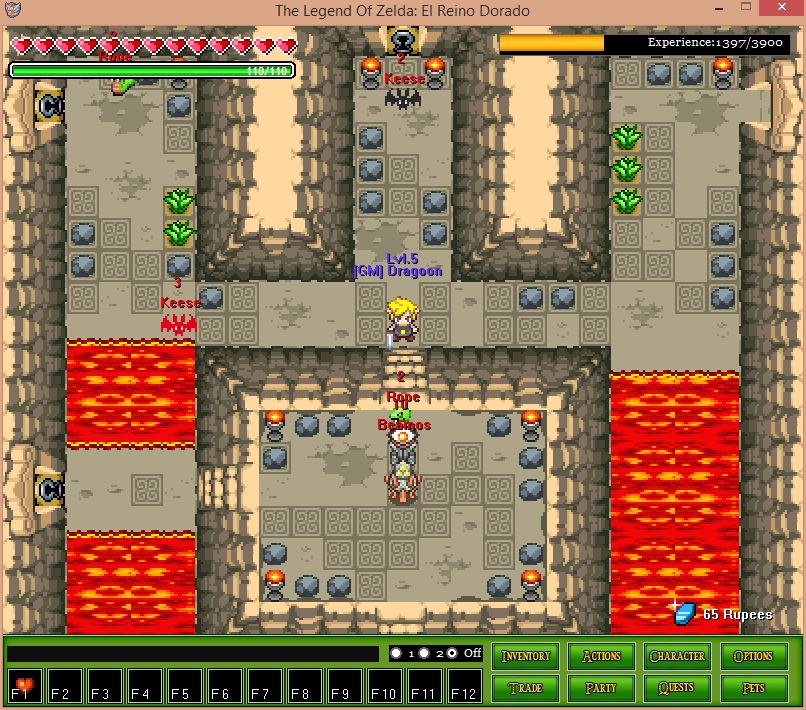 The Legend Of Zelda: El Reino Dorado
Experience:1397/3900
Rope
110/110
2
Keese
Lvl.5
[GM] Dragoon
3
Keese
2
Rope
10
Beamos
65 Rupees
1 2 Off
INVENTORY ACTIONS CHARACTER OPTIONS
F1 F2 F3 F4 F5 F6 F7 F8 F9 F10 F11 F12
TRADE PARTY QUESTS PETS